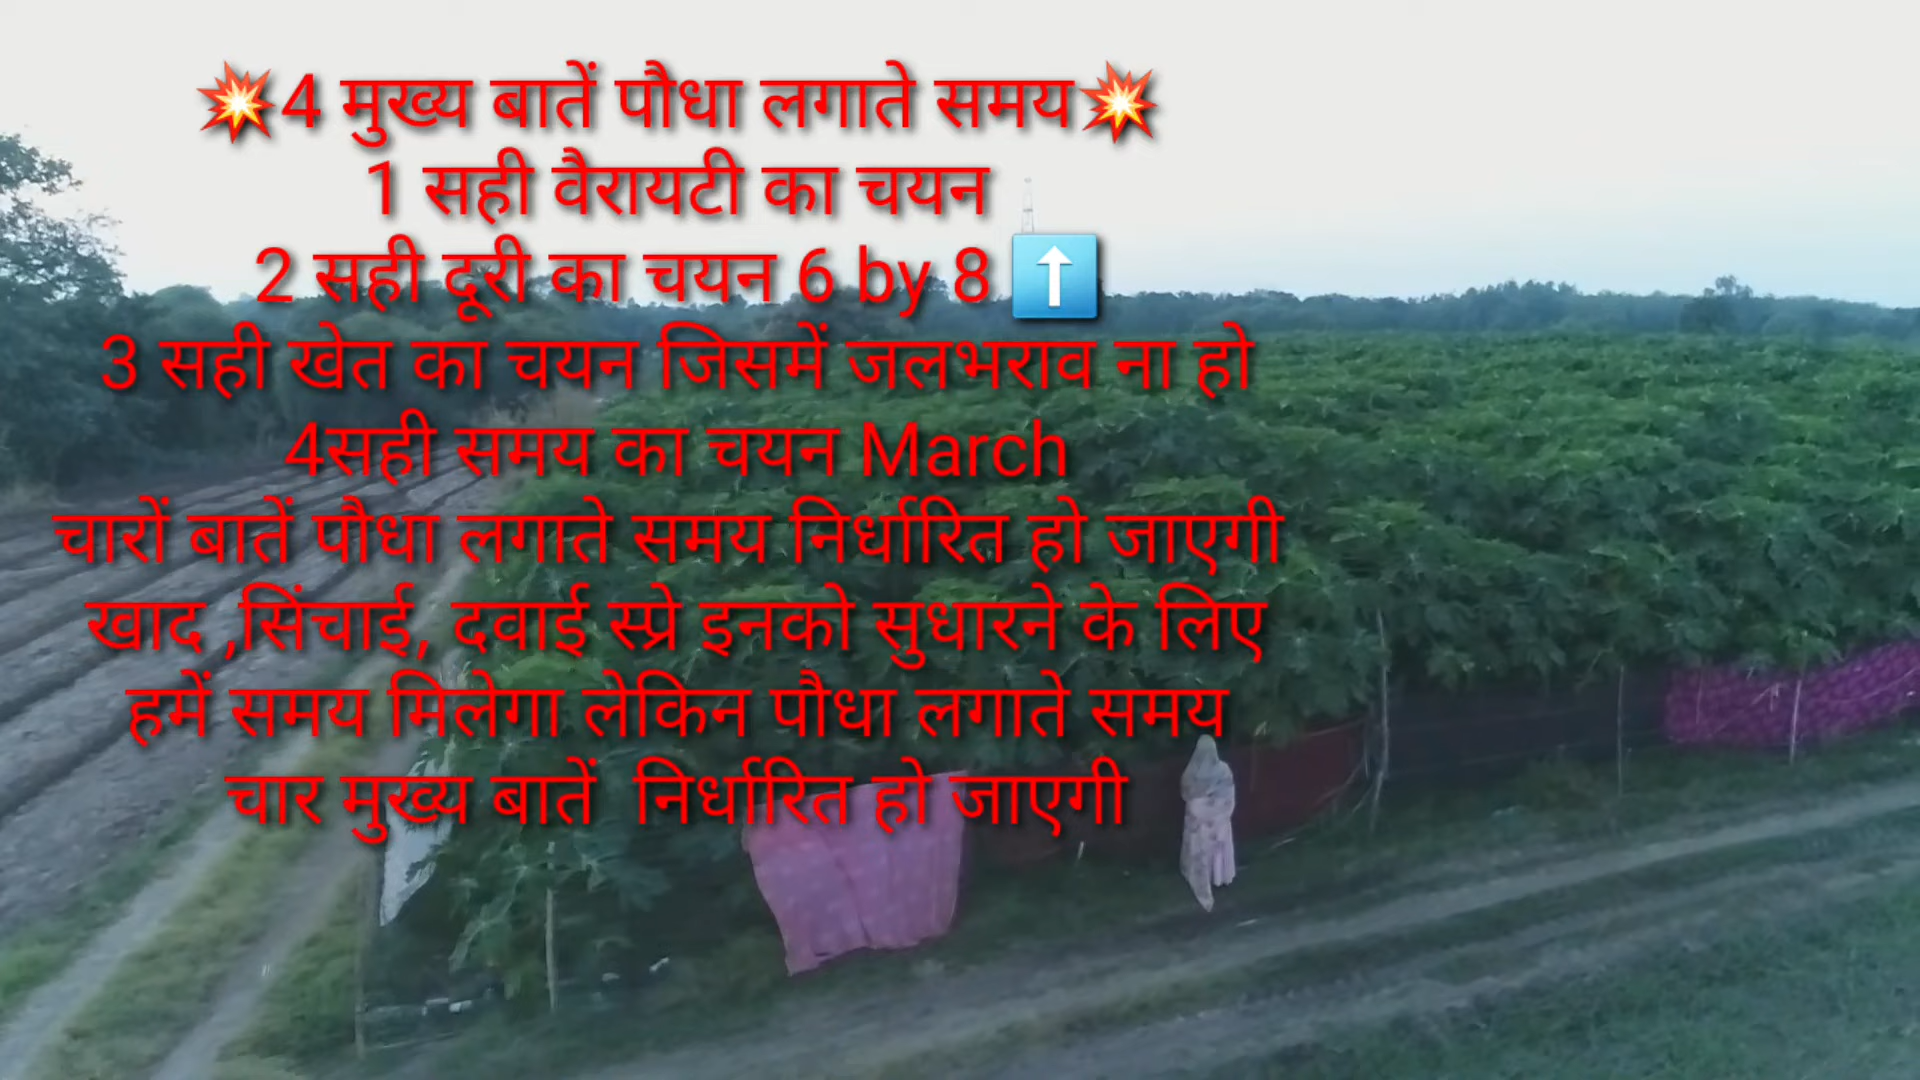 💥4 मुख्य बातें पौधा लगाते समय💥
1 सही वैरायटी का चयन
2 सही दूरी का चयन 6 by 8 ⬆️
3 सही खेत का चयन जिसमें जलभराव ना हो
4सही समय का चयन March
चारों बातें पौधा लगाते समय निर्धारित हो जाएगी
खाद ,सिंचाई, दवाई स्प्रे इनको सुधारने के लिए
हमें समय मिलेगा लेकिन पौधा लगाते समय
चार मुख्य बातें  निर्धारित हो जाएगी